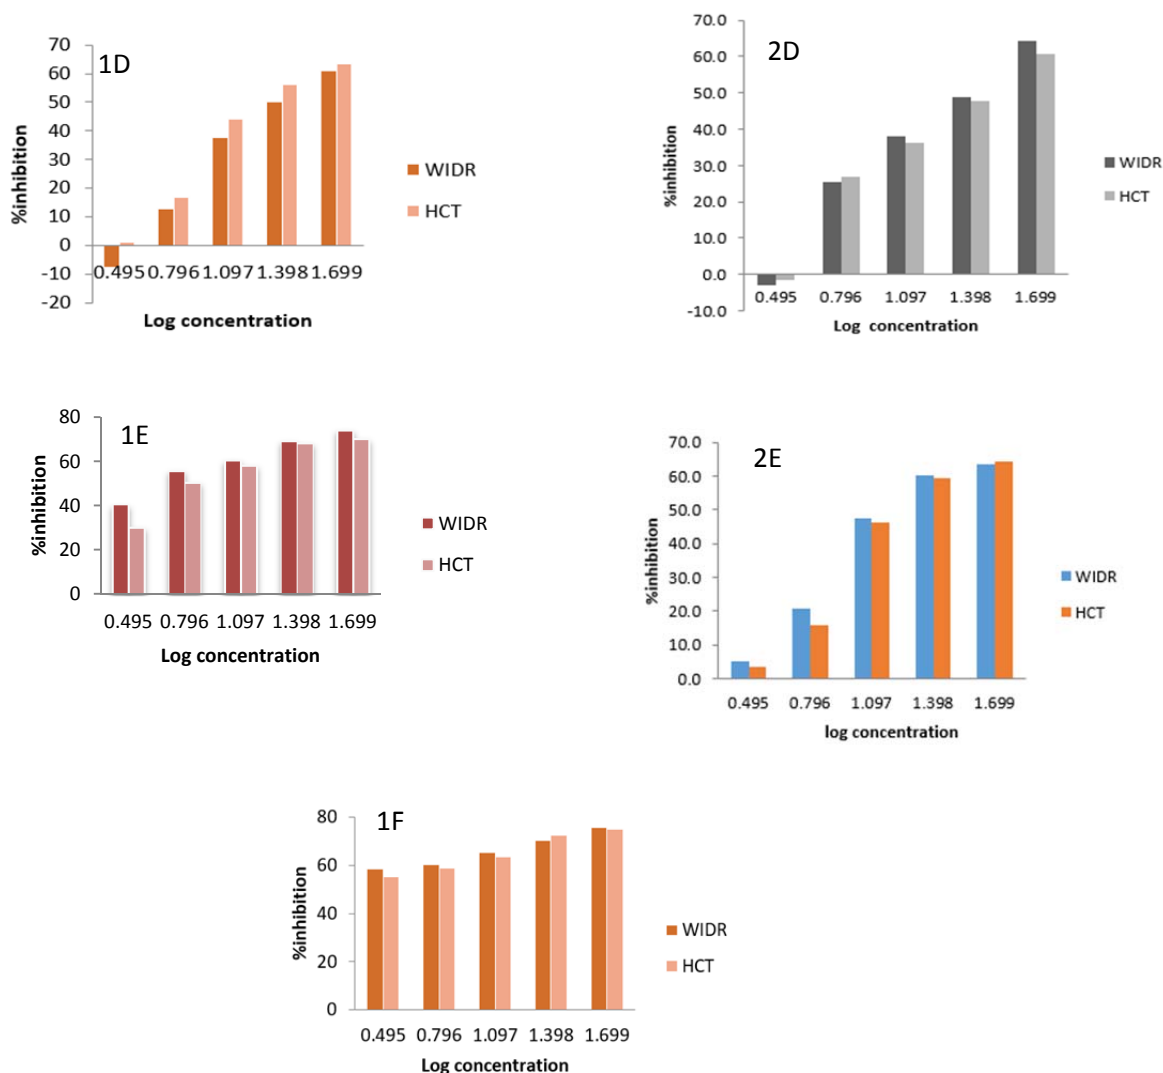 1D
70
60
50
40
30
20
10
0
-10
-20
%inhibition
0.495 0.796 1.097 1.398 1.699
Log concentration
WIDR
HCT
2D
70.0
60.0
50.0
40.0
30.0
20.0
10.0
0.0
-10.0
%inhibition
0.495 0.796 1.097 1.398 1.699
Log concentration
WIDR
HCT
1E
80
60
40
20
0
%inhibition
0.495 0.796 1.097 1.398 1.699
Log concentration
WIDR
HCT
2E
70.0
60.0
50.0
40.0
30.0
20.0
10.0
0.0
%inhibition
0.495 0.796 1.097 1.398 1.699
log concentration
WIDR
HCT
1F
80
60
40
20
0
%inhibition
0.495 0.796 1.097 1.398 1.699
Log concentration
WIDR
HCT